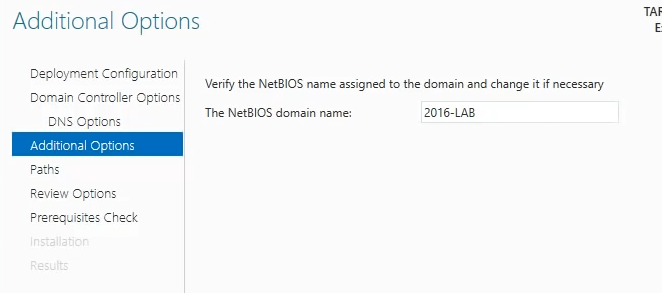 Additional Options
Deployment Configuration
Domain Controller Options
DNS Options
Additional Options
Paths
Review Options
Prerequisites Check
Installation
Results
Verify the NetBIOS name assigned to the domain and change it if necessary
The NetBIOS domain name: 2016-LAB